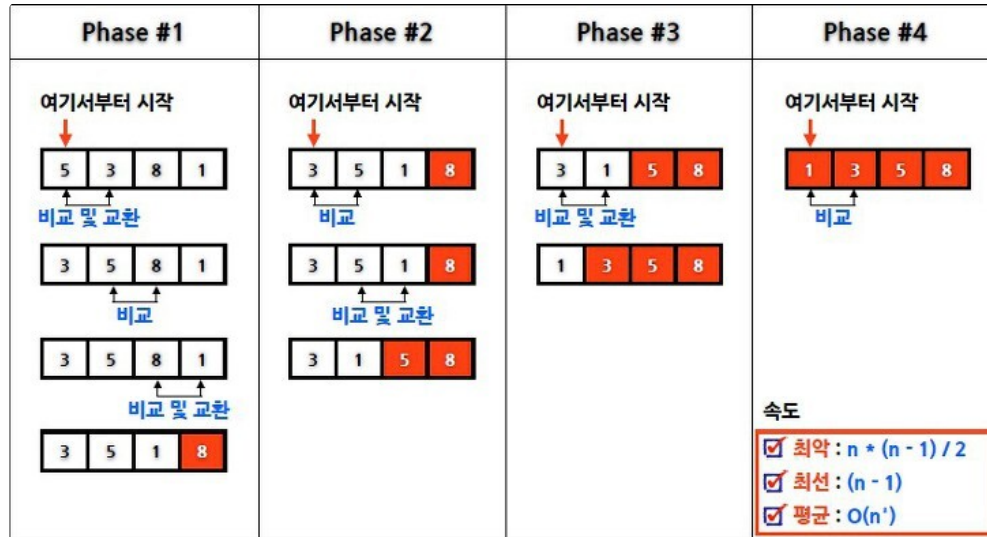 Phase #1
Phase #2
Phase #3
Phase #4
여기서부터 시작
5 3 8 1
비교 및 교환
3 5 8 1
비교
3 5 8 1
비교 및 교환
3 5 1 8
여기서부터 시작
3 5 1 8
비교
3 5 1 8
비교 및 교환
3 1 5 8
여기서부터 시작
3 1 5 8
비교 및 교환
1 3 5 8
여기서부터 시작
1 3 5 8
비교
속도
최악 : n * (n - 1) / 2
최선 : (n - 1)
평균 : O(n²)